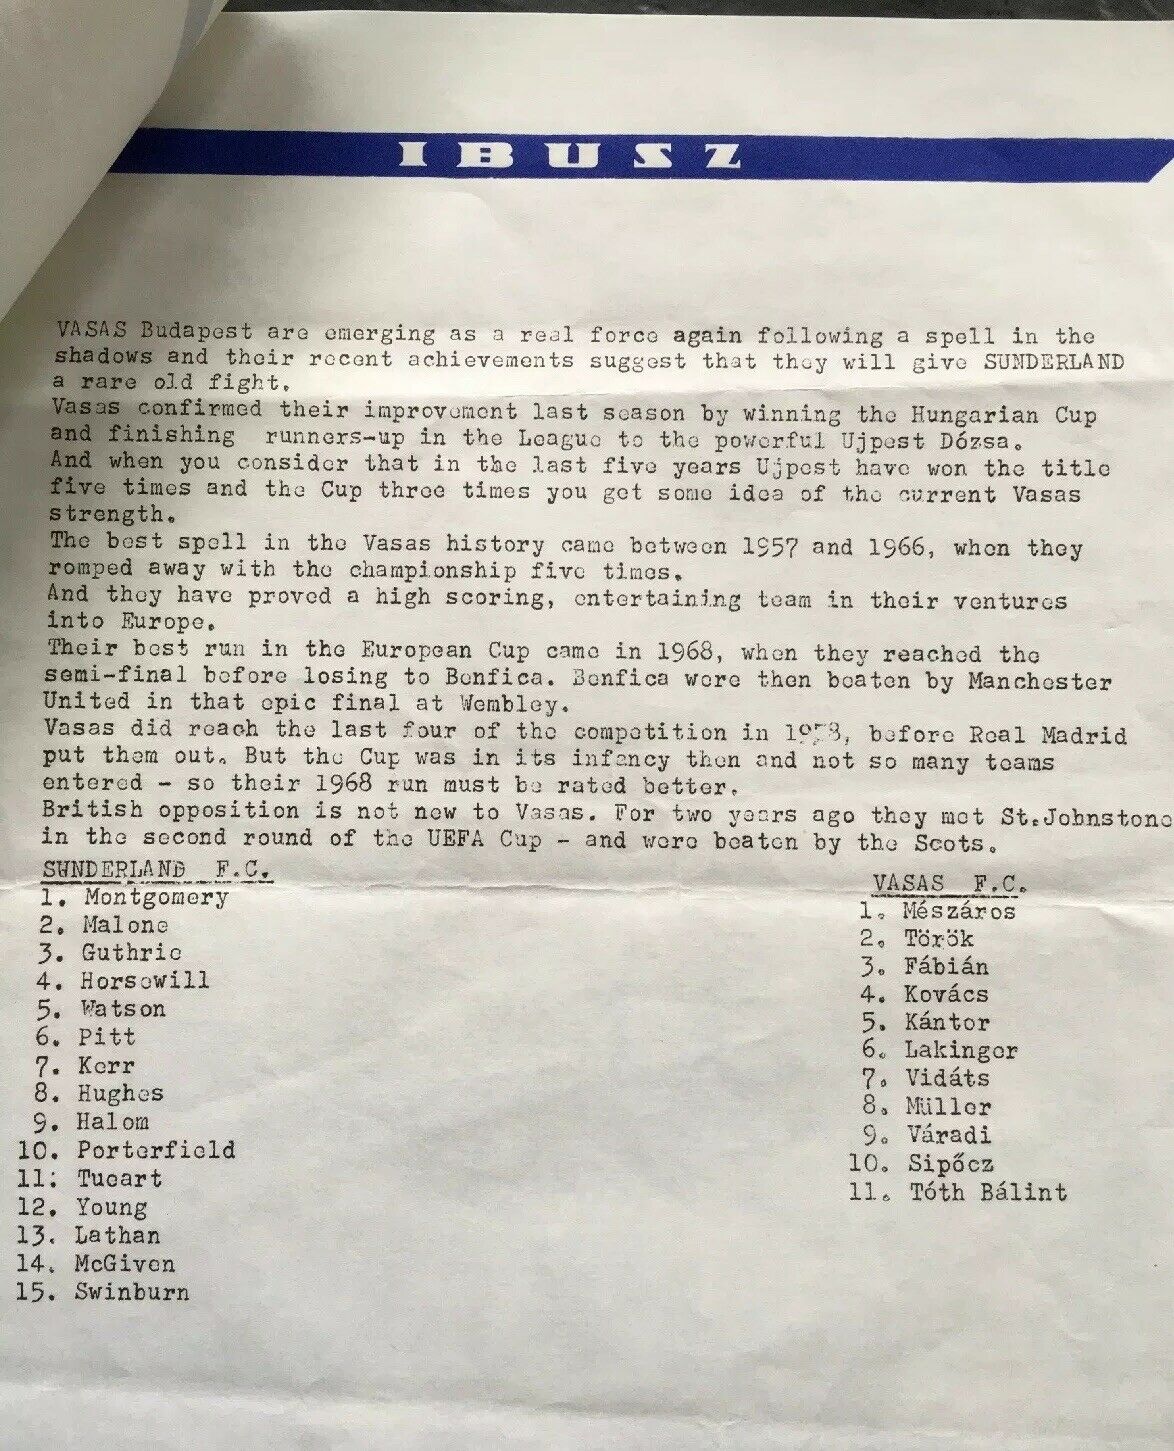 IBUSZ
VASAS Budapest are emerging as a real force again following a spell in the
shadows and their recent achievements suggest that they will give SUNDERLAND
a rare old fight.
Vasas confirmed their improvement last season by winning the Hungarian Cup
and finishing runners-up in the League to the powerful Ujpest Dózsa.
And when you consider that in the last five years Ujpest have won the title
five times and the Cup three times you get some idea of the current Vasas
strength.
The best spell in the Vasas history came between 1957 and 1966, when they
romped away with the championship five times.
And they have proved a high scoring, entertaining team in their ventures
into Europe.
Their best run in the European Cup came in 1968, when they reached the
semi-final before losing to Benfica. Benfica were then beaten by Manchester
United in that epic final at Wembley.
Vasas did reach the last four of the competition in 1958, before Real Madrid
put them out. But the Cup was in its infancy then and not so many teams
entered - so their 1968 run must be rated better.
British opposition is not new to Vasas. For two years ago they met St.Johnstone
in the second round of the UEFA Cup - and were beaten by the Scots.
SUNDERLAND F.C.
1. Montgomery
2. Malone
3. Guthrie
4. Horsewill
5. Watson
6. Pitt
7. Kerr
8. Hughes
9. Halom
10. Porterfield
11: Tueart
12. Young
13. Lathan
14. McGiven
15. Swinburn
VASAS F.C.
1. Mészáros
2. Török
3. Fábián
4. Kovács
5. Kántor
6. Lakinger
7. Vidáts
8. Müller
9. Váradi
10. Sipőcz
11. Tóth Bálint